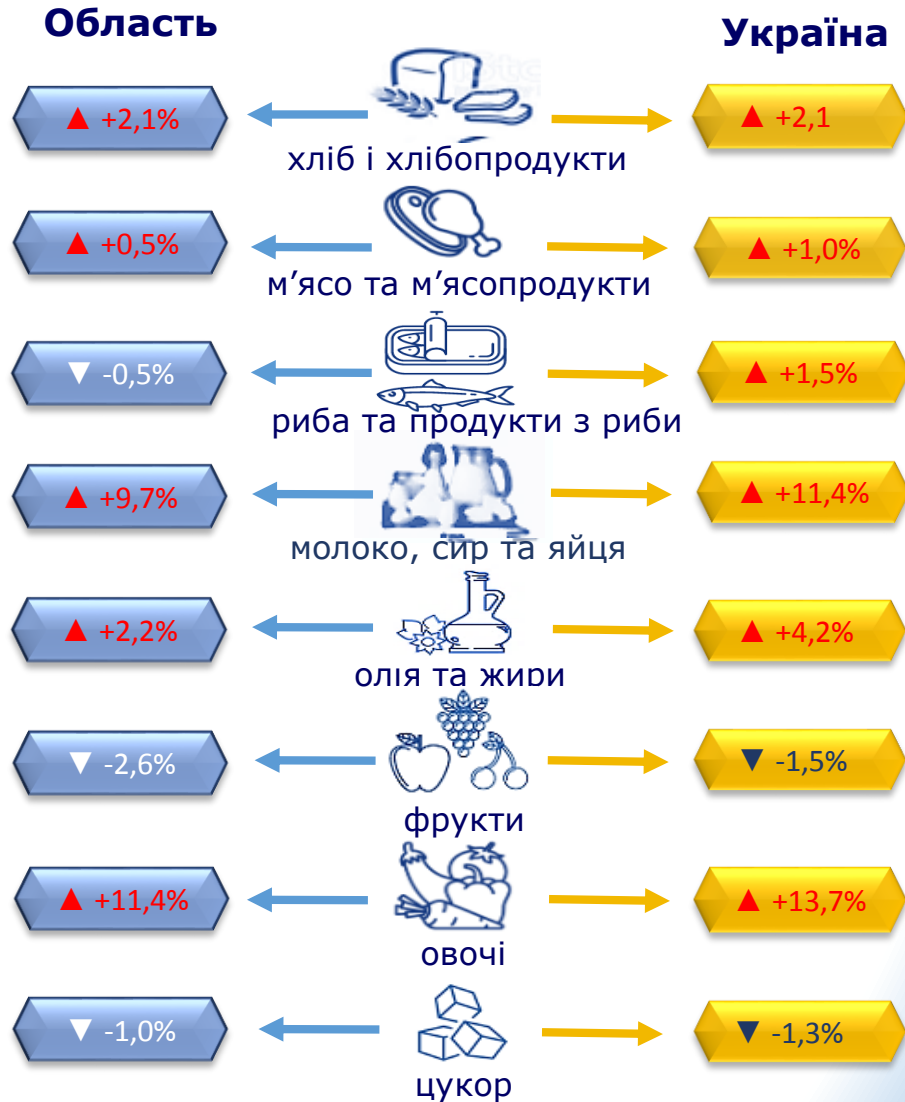 Область
Україна
▲ +2,1%
▲ +2,1
хліб і хлібопродукти
▲ +0,5%
▲ +1,0%
м’ясо та м’ясопродукти
▼ -0,5%
▲ +1,5%
риба та продукти з риби
▲ +9,7%
▲ +11,4%
молоко, сир та яйця
▲ +2,2%
▲ +4,2%
олія та жири
▼ -2,6%
▼ -1,5%
фрукти
▲ +11,4%
▲ +13,7%
овочі
▼ -1,0%
▼ -1,3%
цукор